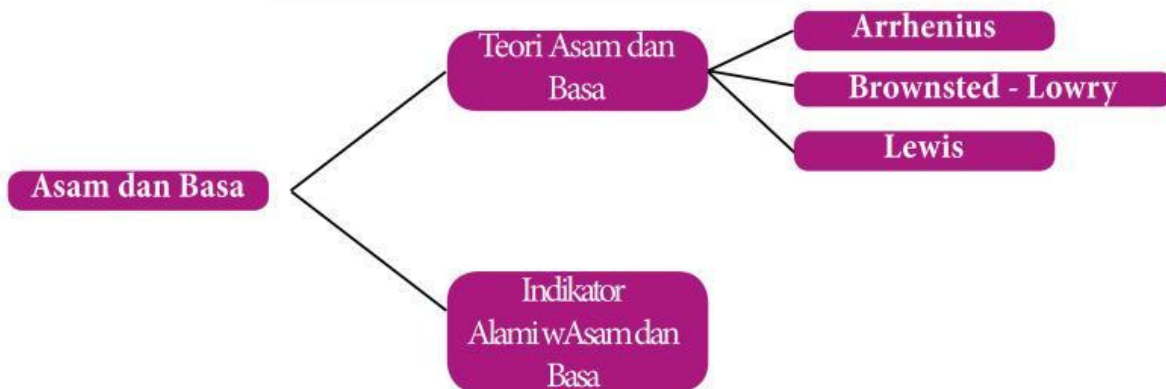 Asam dan Basa
Teori Asam dan
Basa
Arrhenius
Brownsted - Lowry
Lewis
Indikator
Alami wAsam dan
Basa